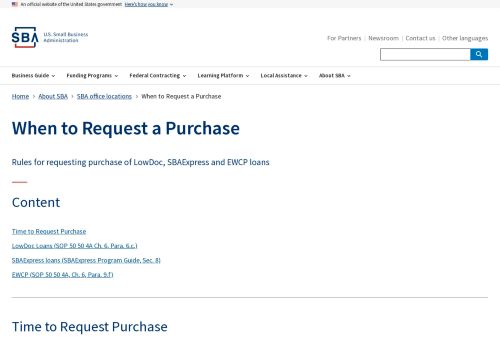 An official website of the United States government Here's how you know
SBA U.S. Small Business
Administration
For Partners Newsroom Contact us Other languages
Business Guide Funding Programs Federal Contracting Learning Platform Local Assistance About SBA
Home About SBA SBA office locations When to Request a Purchase
When to Request a Purchase
Rules for requesting purchase of LowDoc, SBAExpress and EWCP loans
Content
Time to Request Purchase
LowDoc Loans (SOP 50 50 4A Ch. 6, Para. 6.c.)
SBAExpress loans (SBAExpress Program Guide, Sec. 8)
EWCP (SOP 50 50 4A, Ch. 6, Para. 9.f)
Time to Request Purchase